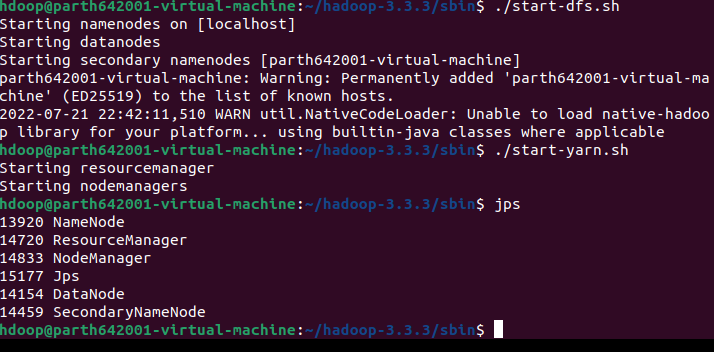 hdoop@parth642001-virtual-machine:~/hadoop-3.3.3/sbin$ ./start-dfs.sh
Starting namenodes on [localhost]
Starting datanodes
Starting secondary namenodes [parth642001-virtual-machine]
parth642001-virtual-machine: Warning: Permanently added 'parth642001-virtual-ma
chine' (ED25519) to the list of known hosts.
2022-07-21 22:42:11,510 WARN util.NativeCodeLoader: Unable to load native-hadoo
p library for your platform... using builtin-java classes where applicable
hdoop@parth642001-virtual-machine:~/hadoop-3.3.3/sbin$ ./start-yarn.sh
Starting resourcemanager
Starting nodemanagers
hdoop@parth642001-virtual-machine:~/hadoop-3.3.3/sbin$ jps
13920 NameNode
14720 ResourceManager
14833 NodeManager
15177 Jps
14154 DataNode
14459 SecondaryNameNode
hdoop@parth642001-virtual-machine:~/hadoop-3.3.3/sbin$